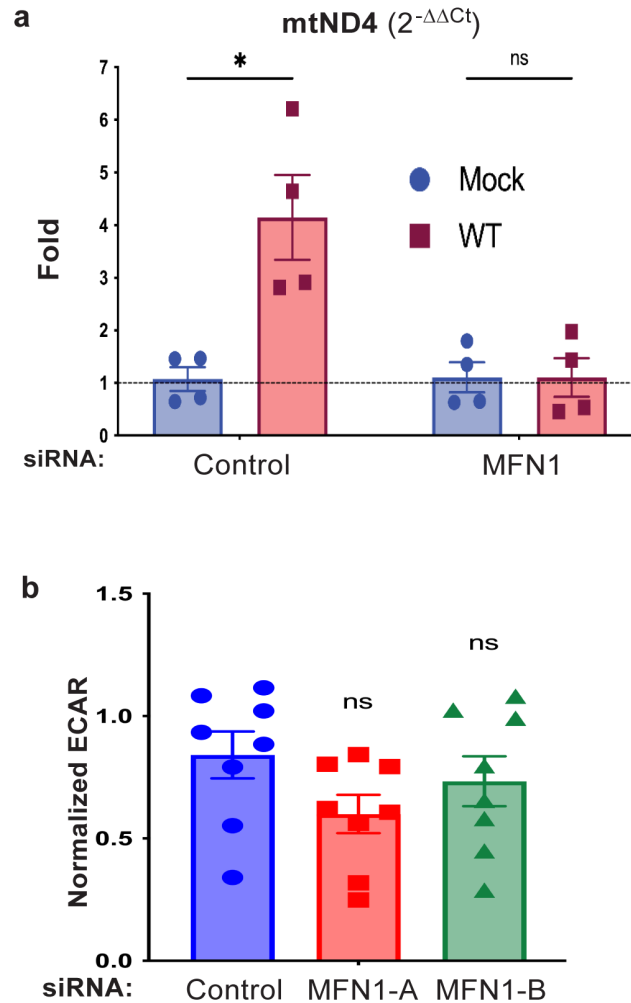 a
mtND4 (2^-ΔΔCt)
7
6
5
4
3
2
1
0
Fold
*
ns
Mock
WT
siRNA:
Control
MFN1
b
1.5
1.0
0.5
0.0
Normalized ECAR
ns
ns
siRNA:
Control
MFN1-A
MFN1-B